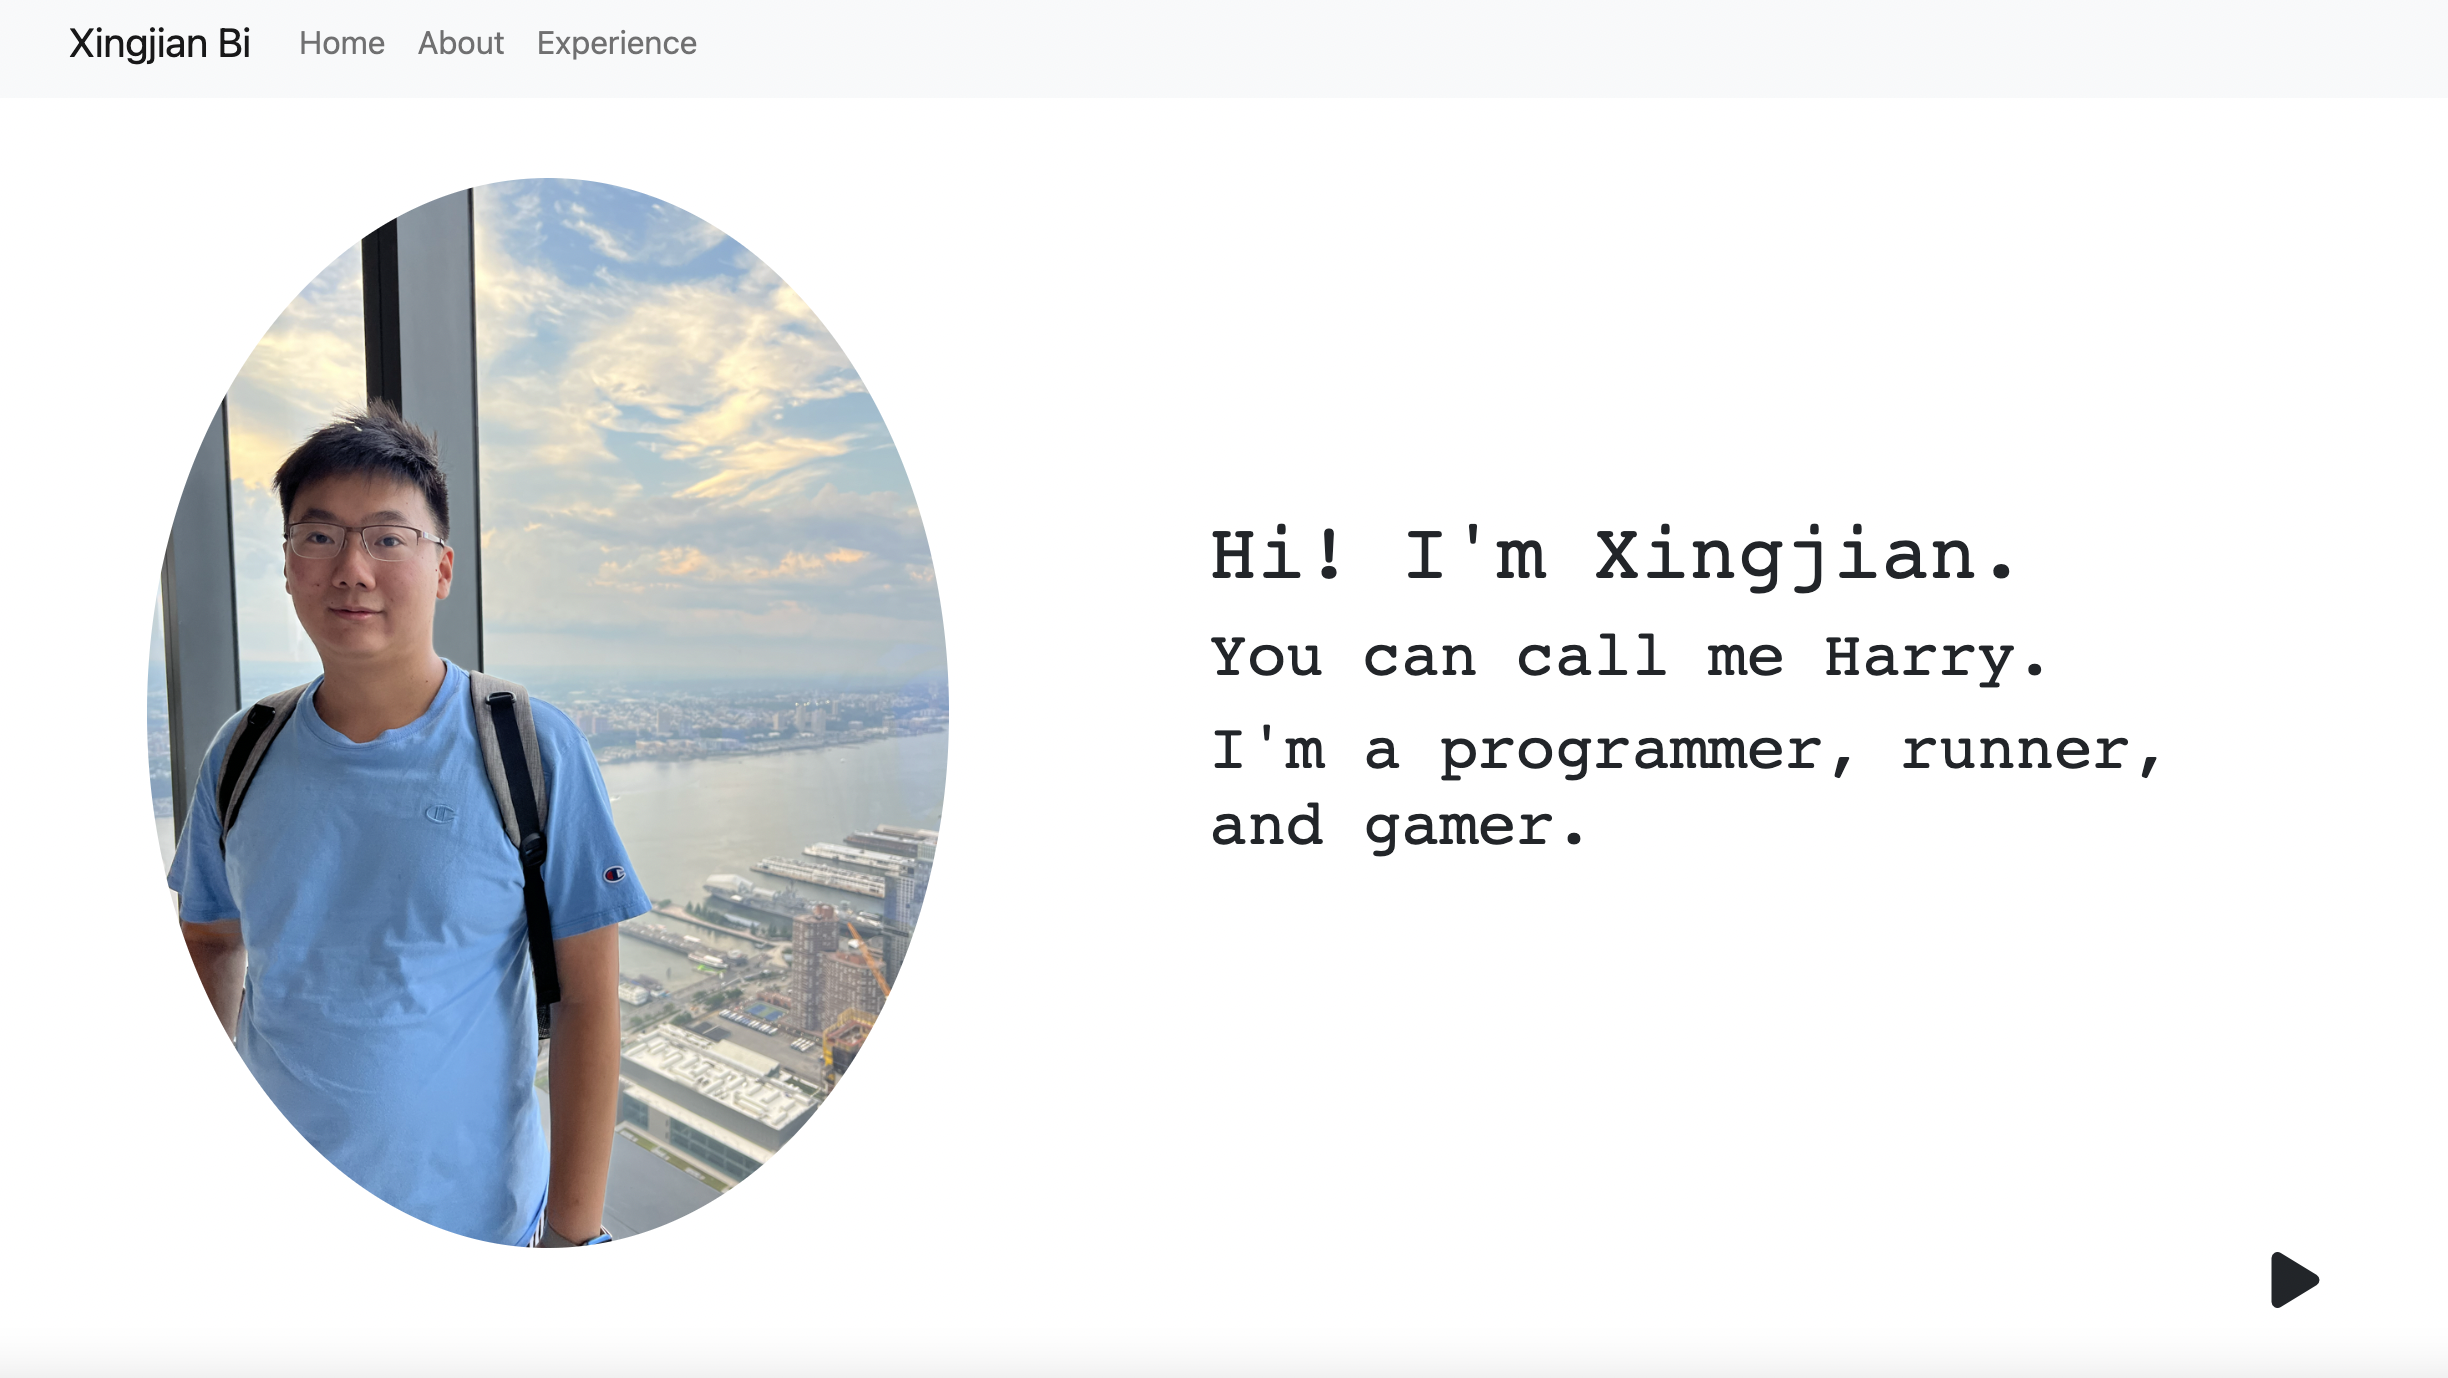 Xingjian Bi Home About Experience
Hi! I'm Xingjian.
You can call me Harry.
I'm a programmer, runner,
and gamer.